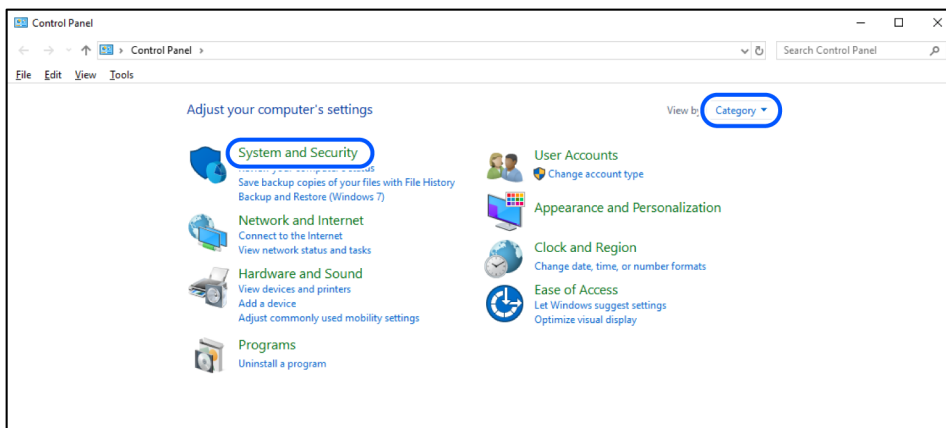 Control Panel
Control Panel
Search Control Panel
File Edit View Tools
Adjust your computer's settings
View by
Category
System and Security
Review your computer's status
Save backup copies of your files with File History
Backup and Restore (Windows 7)
Network and Internet
Connect to the Internet
View network status and tasks
Hardware and Sound
View devices and printers
Add a device
Adjust commonly used mobility settings
Programs
Uninstall a program
User Accounts
Change account type
Appearance and Personalization
Clock and Region
Change date, time, or number formats
Ease of Access
Let Windows suggest settings
Optimize visual display